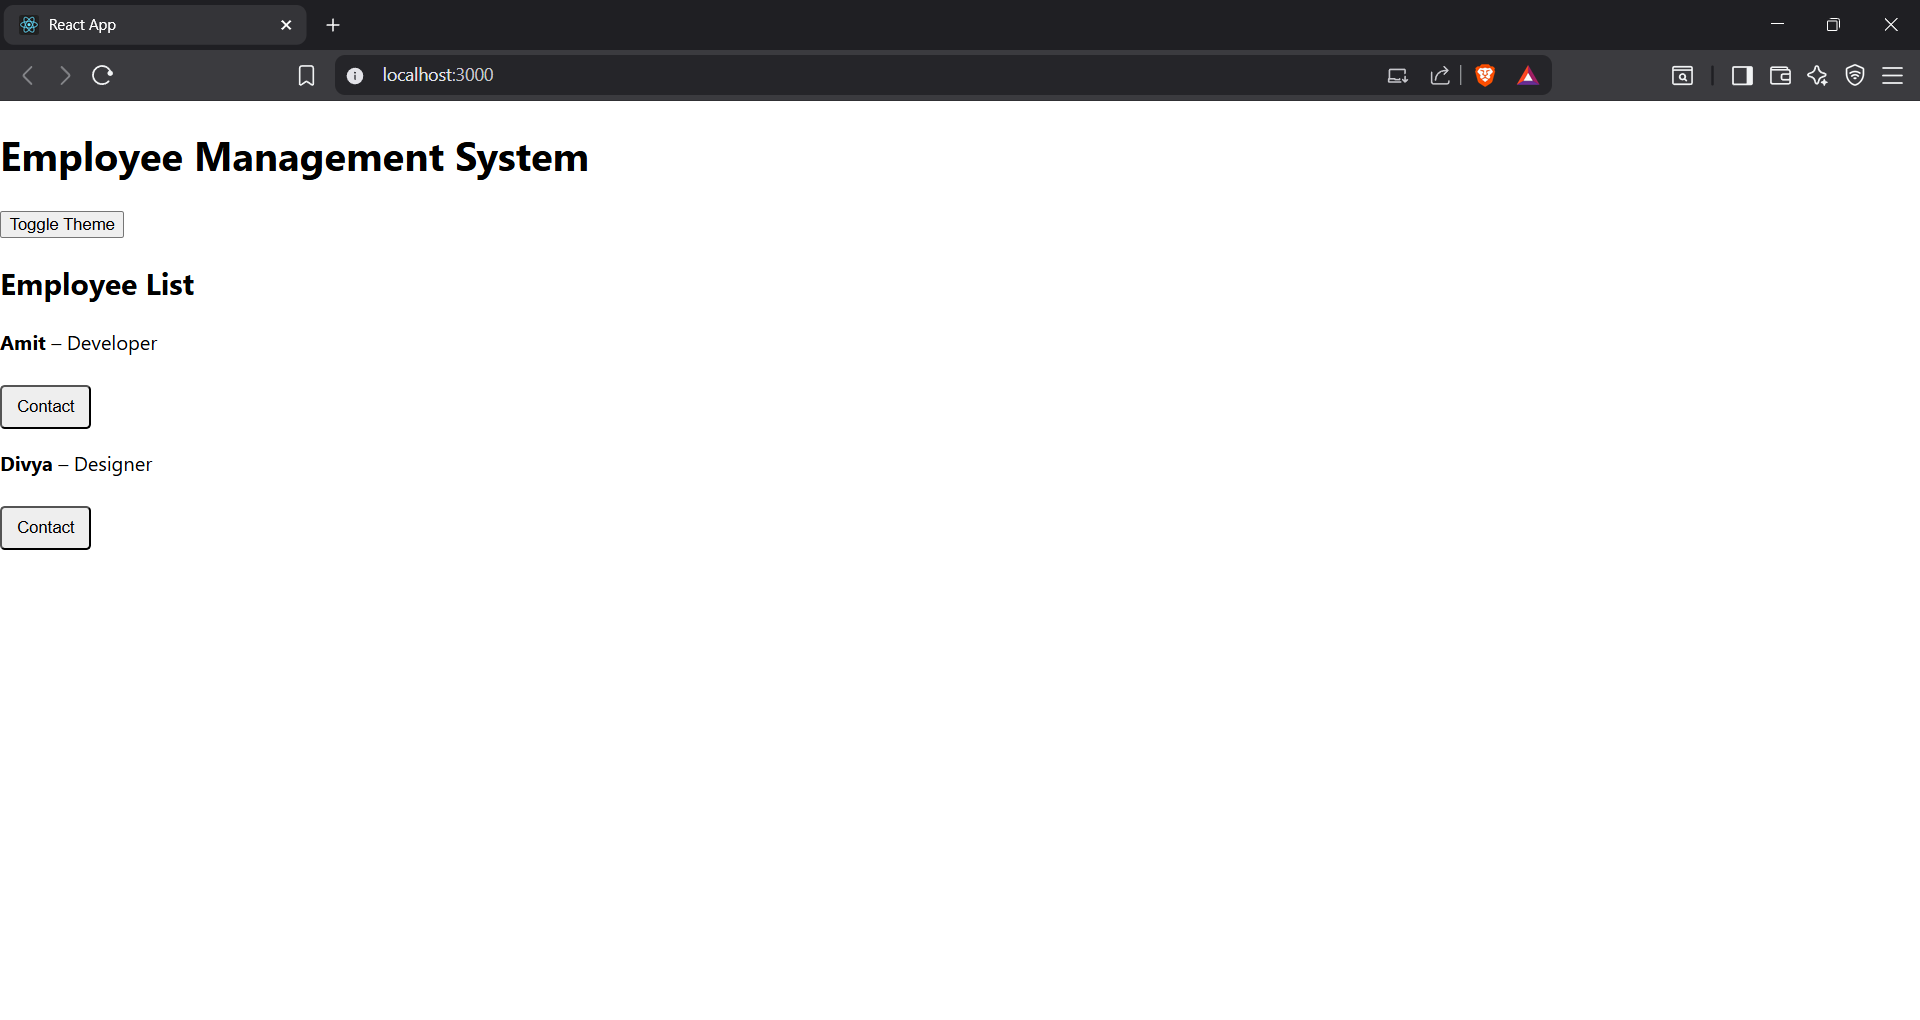 React App
localhost:3000
Employee Management System
Toggle Theme
Employee List
Amit – Developer
Contact
Divya – Designer
Contact